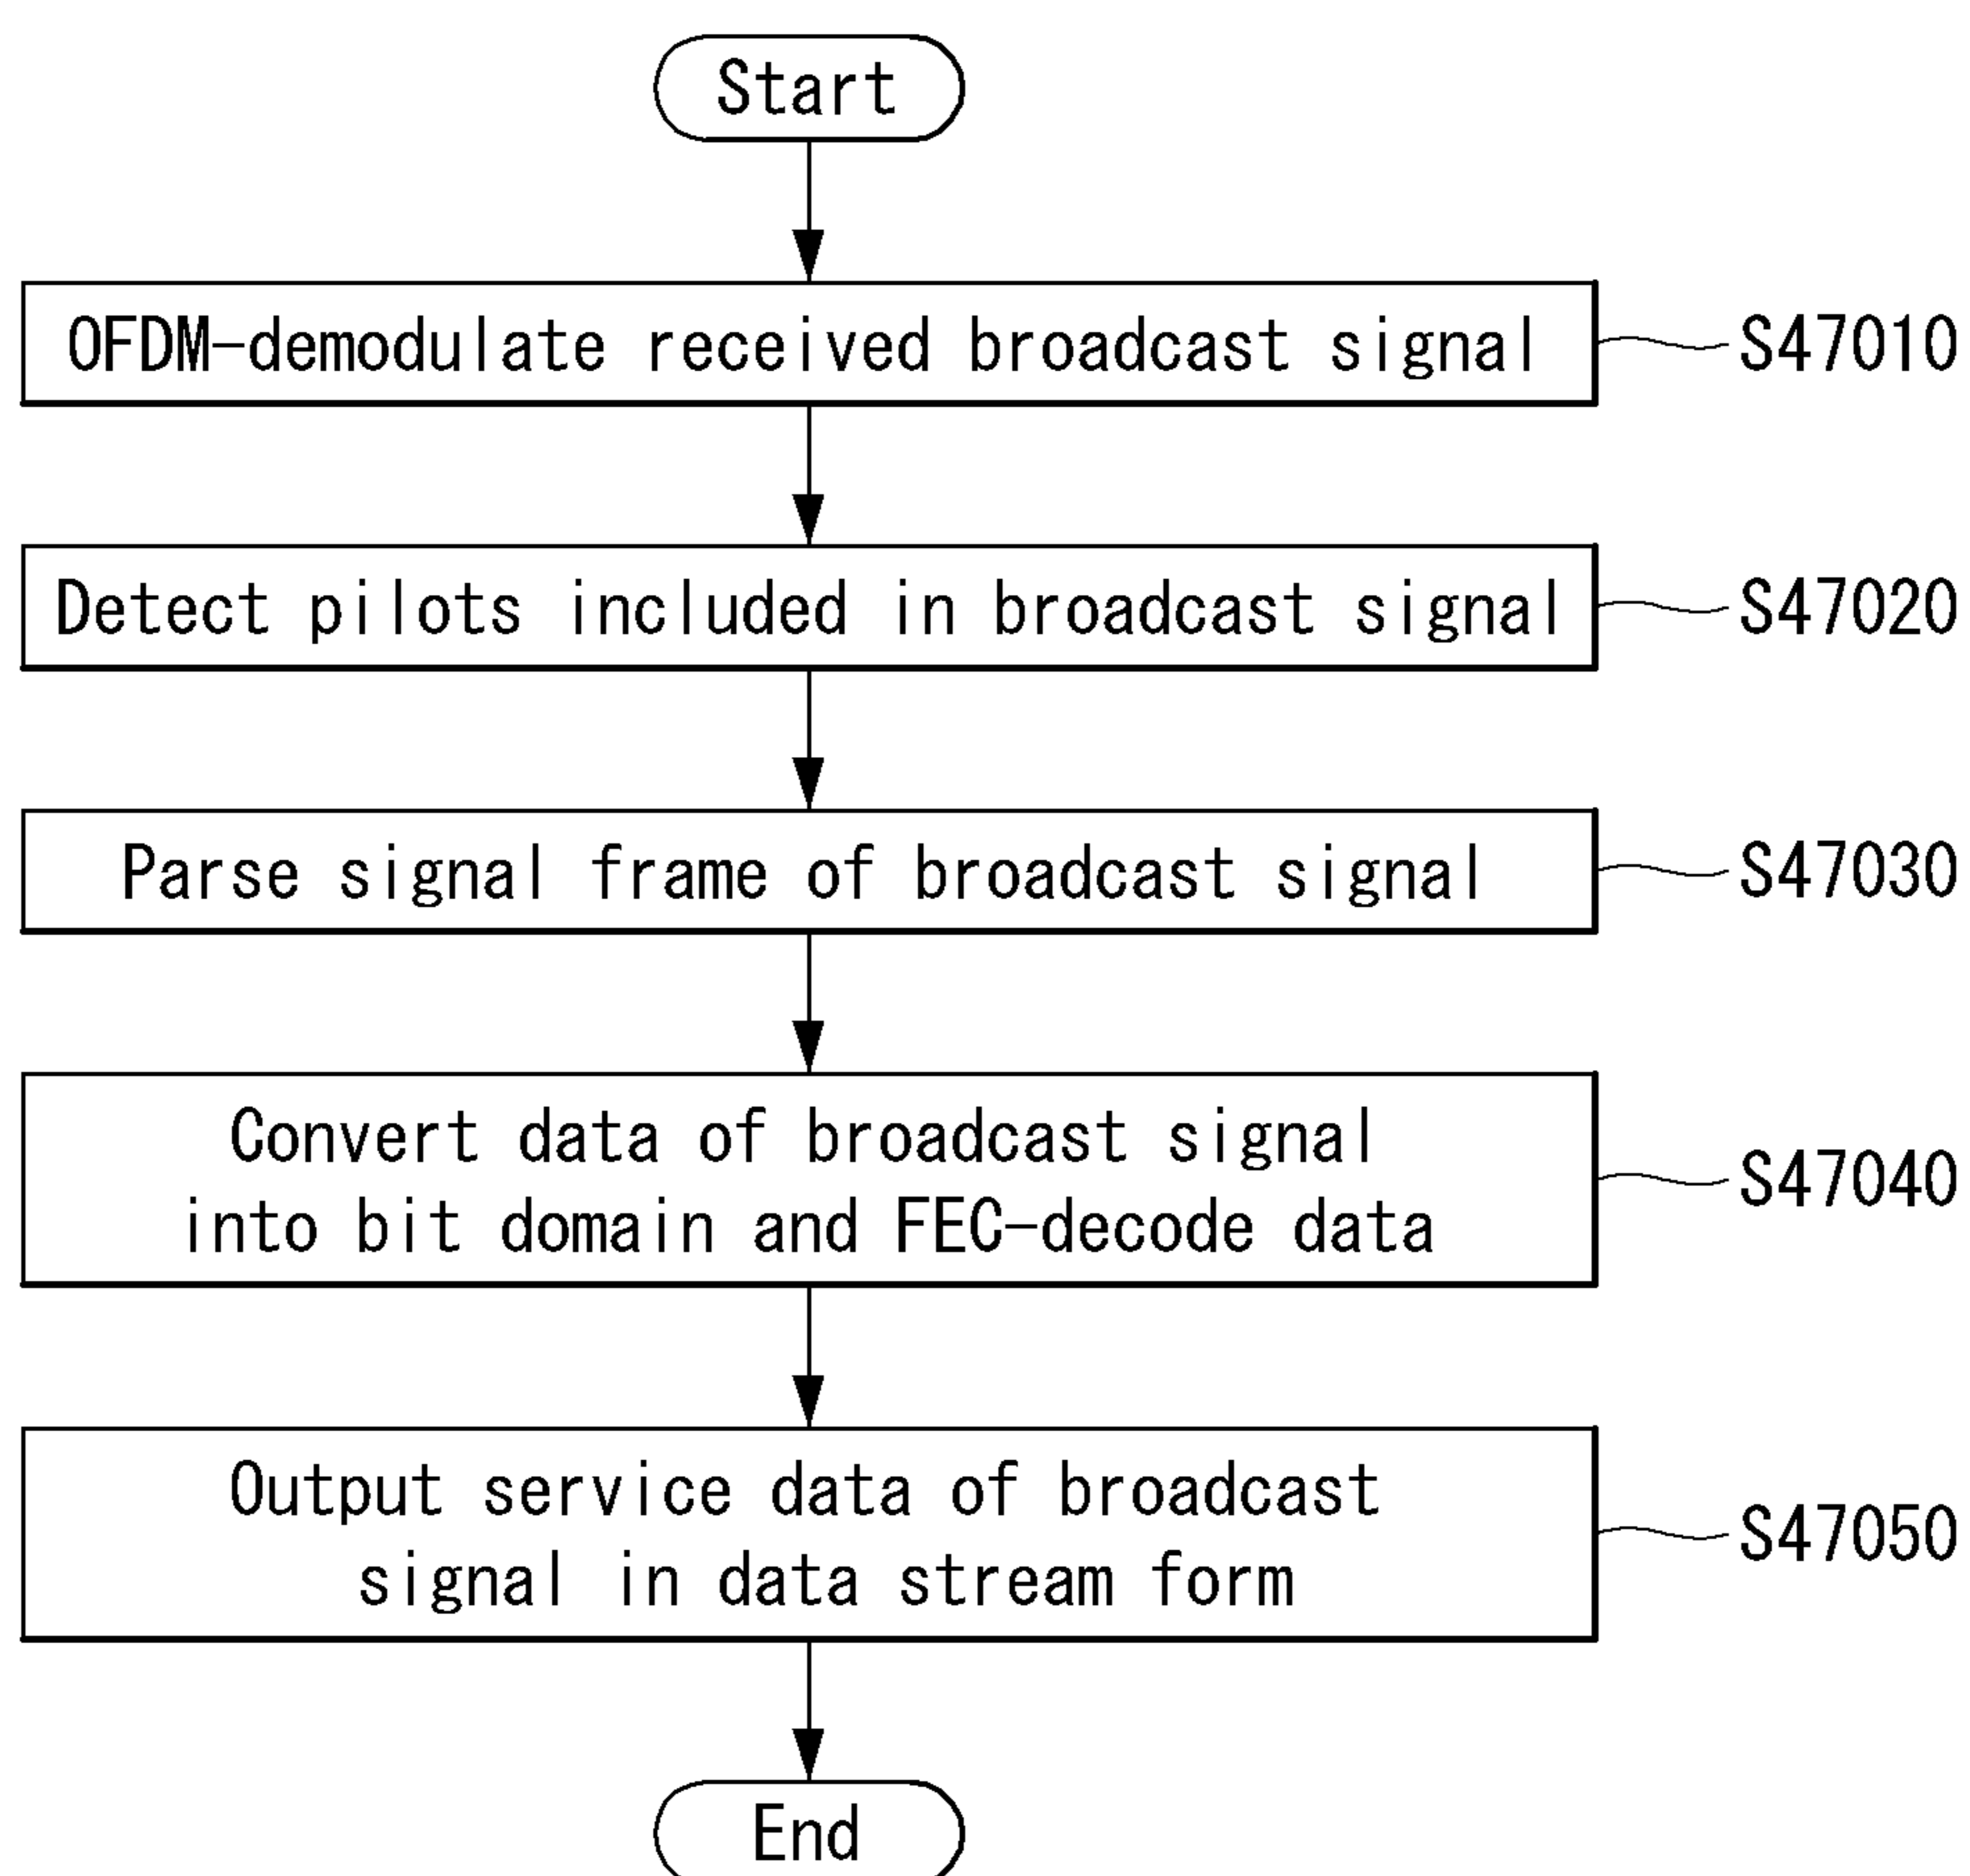 Start
OFDM-demodulate received broadcast signal
S47010
Detect pilots included in broadcast signal
S47020
Parse signal frame of broadcast signal
S47030
Convert data of broadcast signal
into bit domain and FEC-decode data
S47040
Output service data of broadcast
signal in data stream form
S47050
End